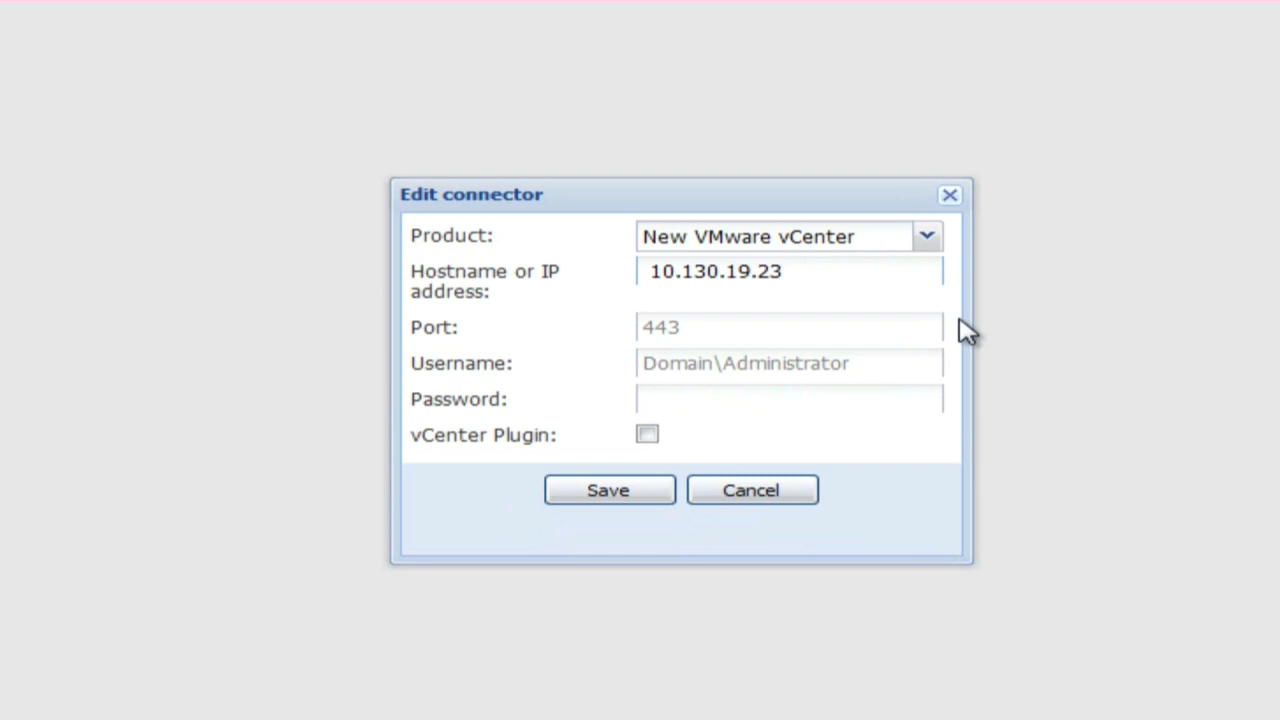 Edit connector
Product:
New VMware vCenter
Hostname or IP
address:
10.130.19.23
Port:
443
Username:
Domain\Administrator
Password:
vCenter Plugin:
Save
Cancel